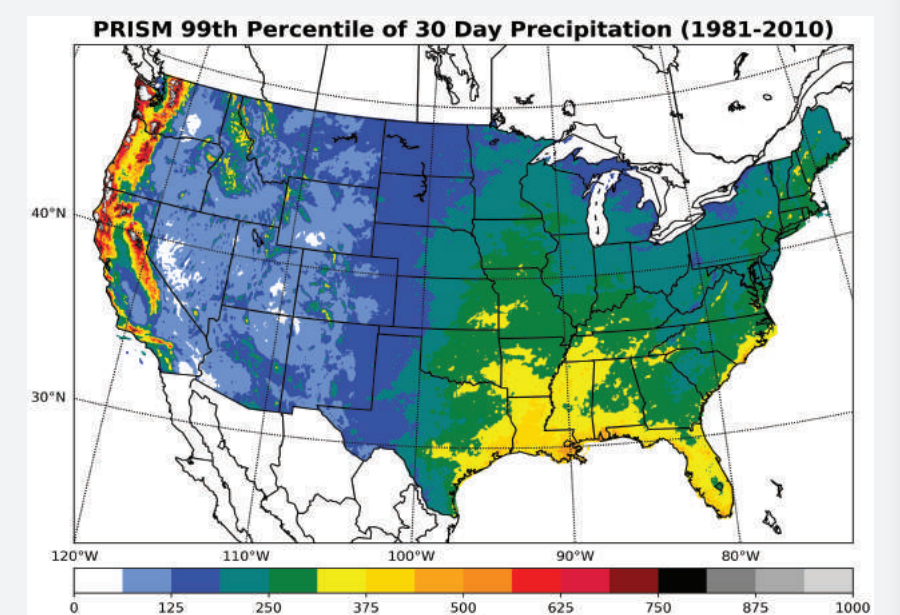 PRISM 99th Percentile of 30 Day Precipitation (1981-2010)
40°N
30°N
120°W 110°W 100°W 90°W 80°W
0 125 250 375 500 625 750 875 1000